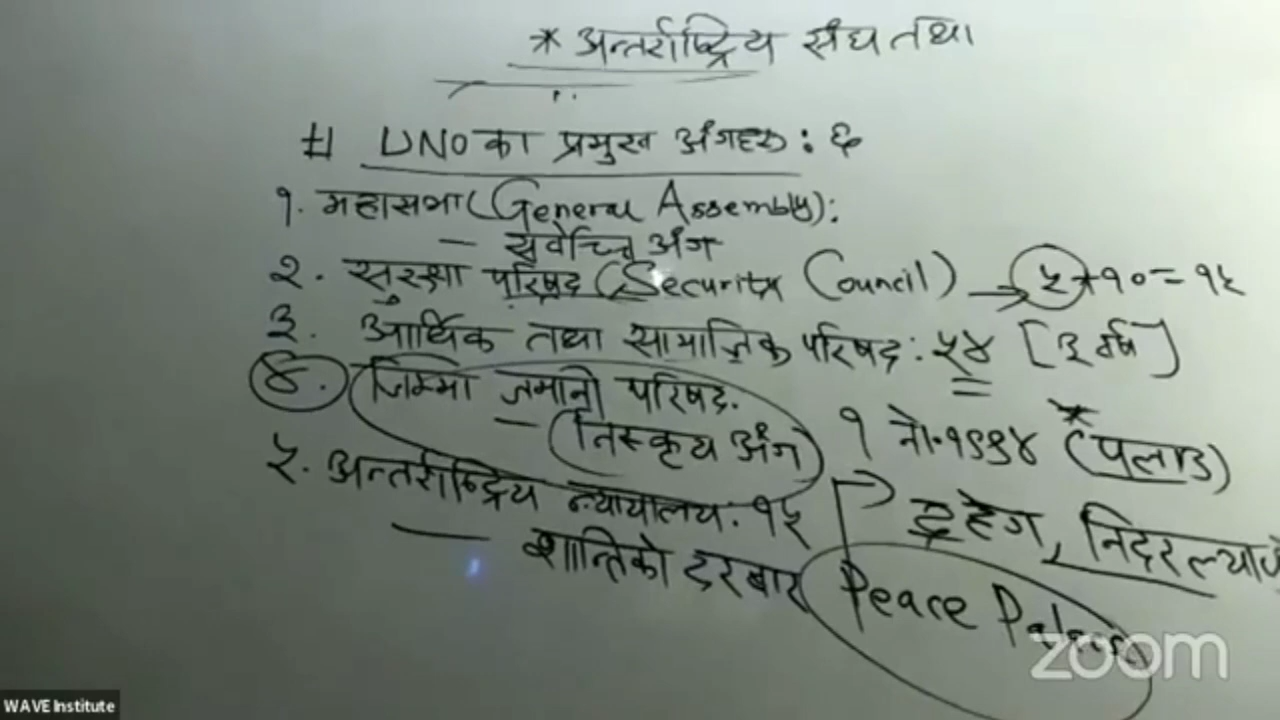 * अन्तर्राष्ट्रिय संघ तथा
# UNO का प्रमुख अंगहरु : ६
१. महासभा (General Assembly):
- सर्वोच्च अंग
२. सुरक्षा परिषद (Security Council) → ५+१०=१५
३. आर्थिक तथा सामाजिक परिषद: ५४ [३ वर्ष]
४. जिम्मा जमानी परिषद.
- निस्कृय अंग १ नो. १९९४ (पलाउ)
५. अन्तर्राष्ट्रिय न्यायालय. १५ → द हेग, निदरल्याण्ड
- शान्तिको दरबार Peace Palace
zoom
WAVE Institute